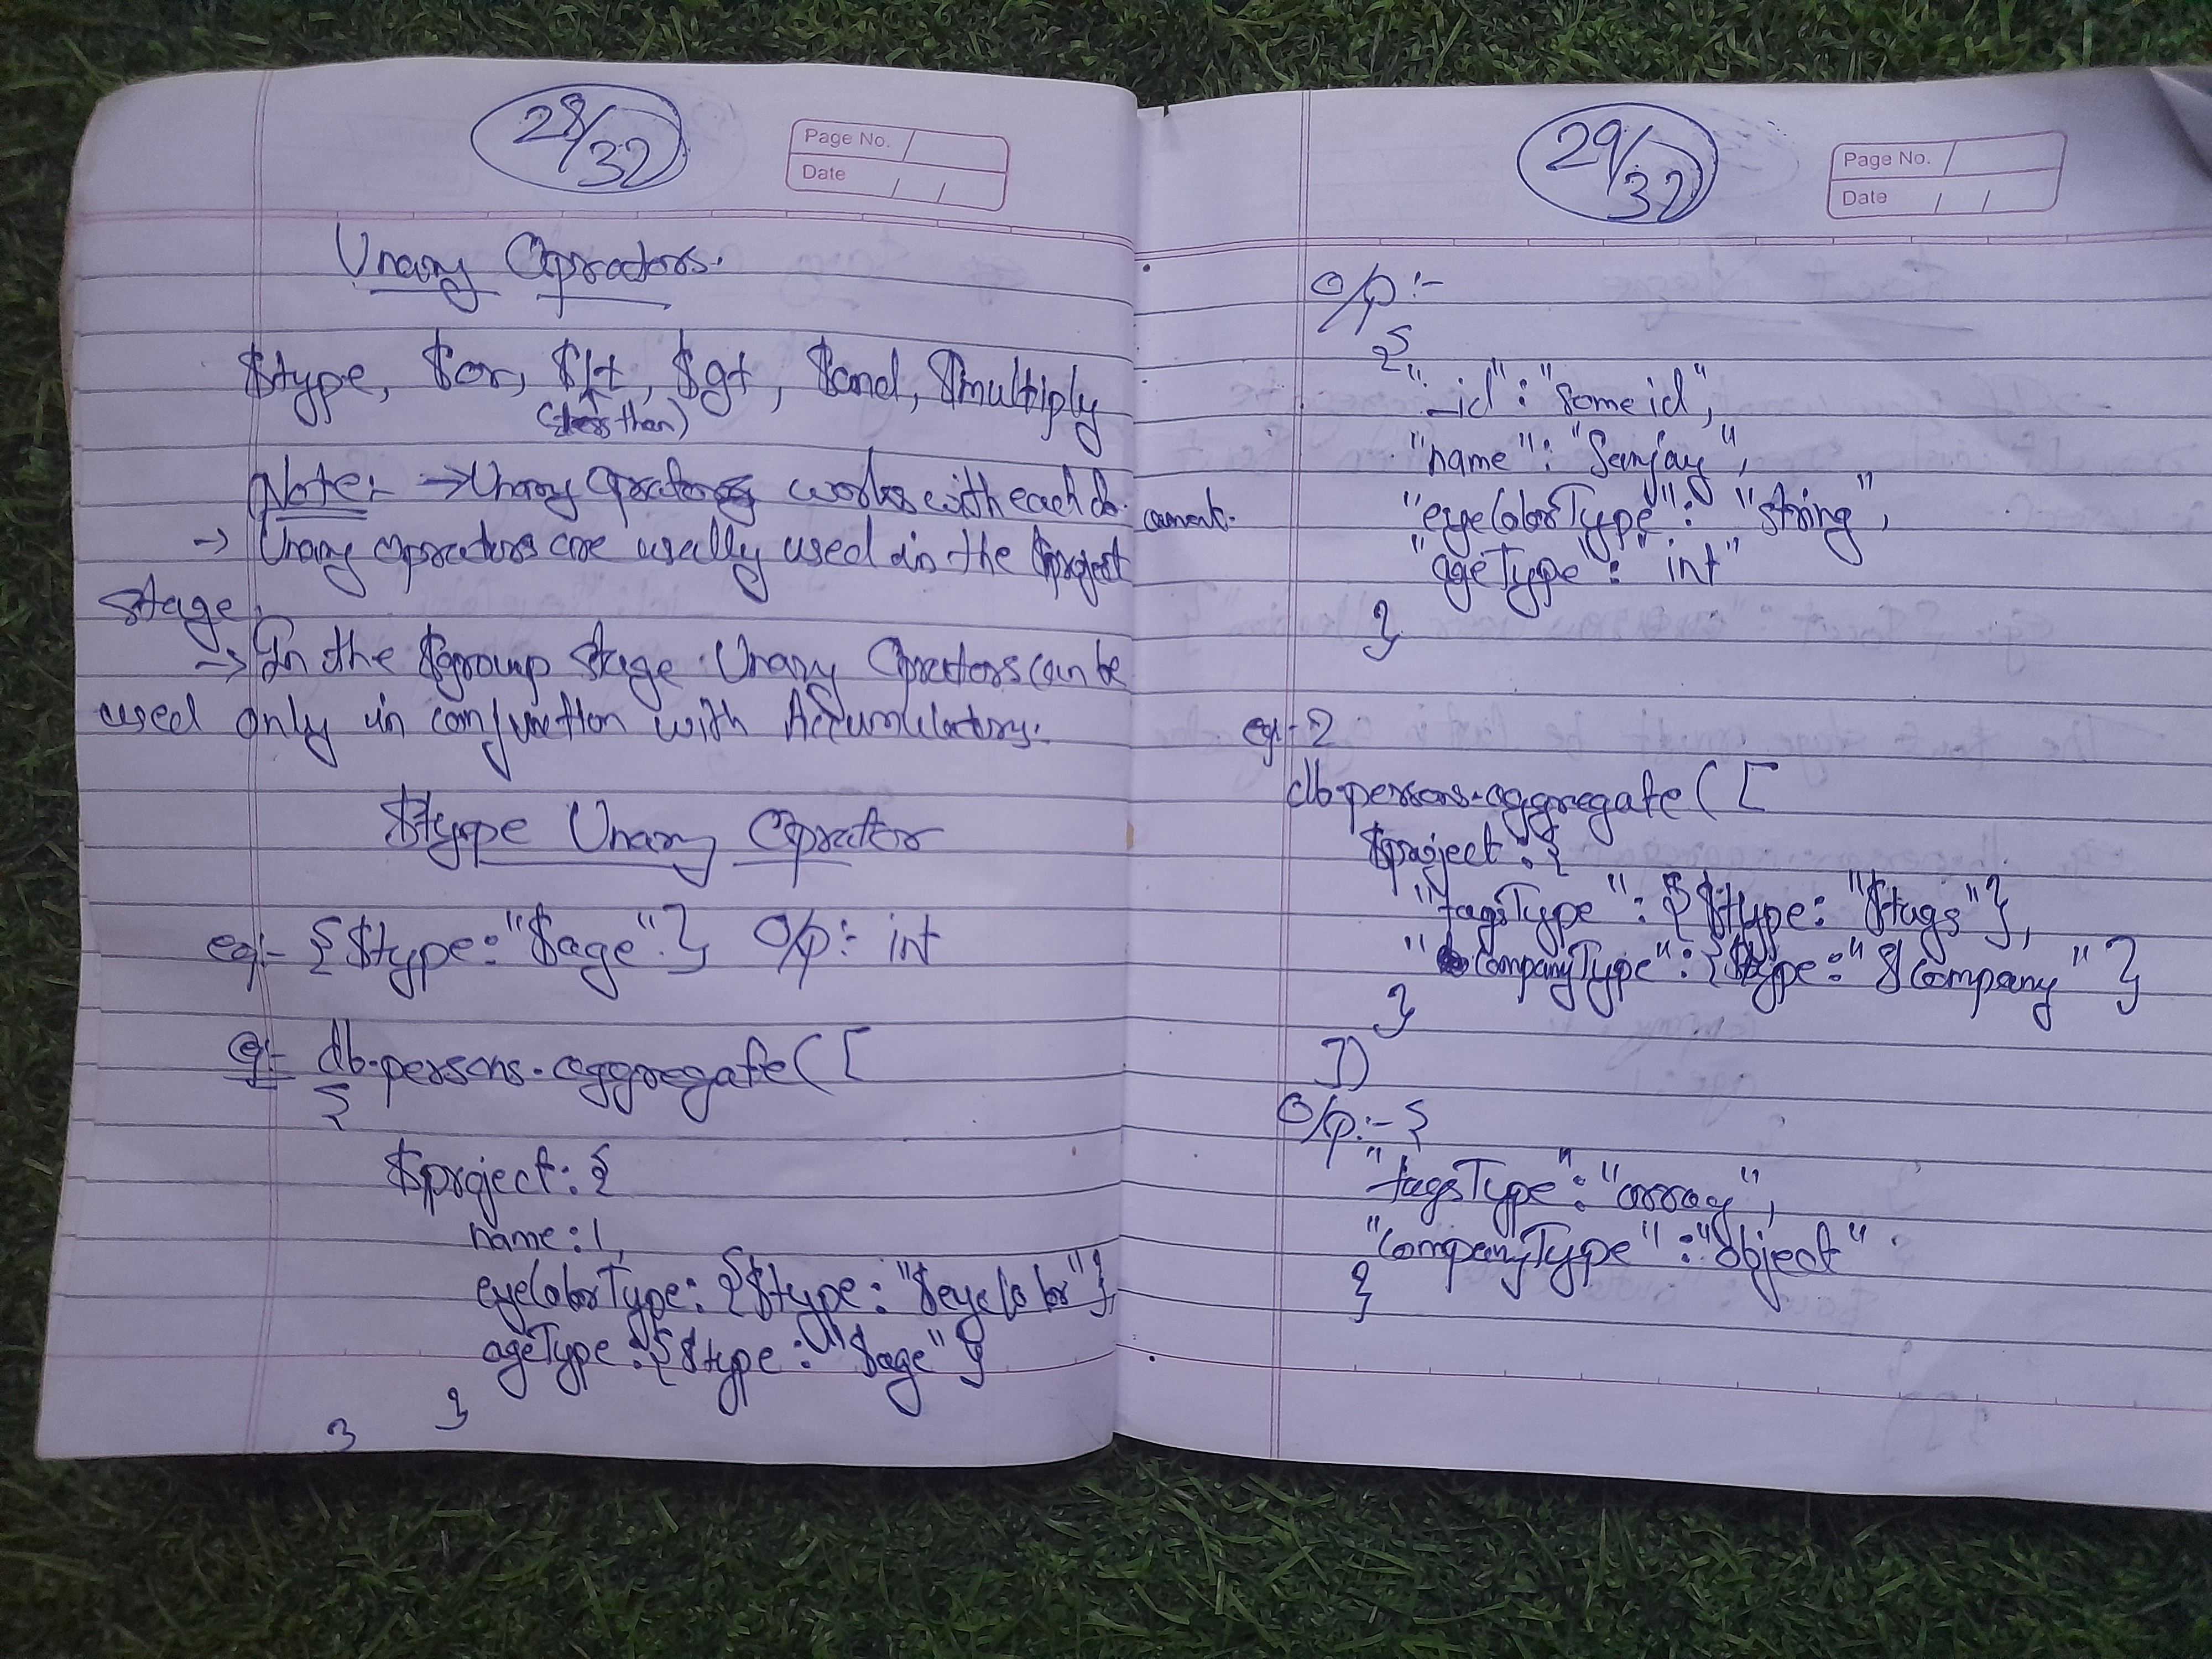 28/32
Page No.
Date / /
Unary Operators.
$type, $or, $lt, $gt, $and, $multiply
(less than)
Note:- → Unary Operators works with each do
cument.
→ Unary operators are usually used in the $project
Stage
→ In the $group stage Unary Operators can be
used only in conjunction with Accumulators.
$type Unary Operator
eg:- { $type: "$age" } O/p:- int
eg:- db.persons.aggregate([
{
$project: {
name: 1,
eyeColorType: { $type: "$eyeColor" },
ageType: { $type: "$age" }
}
}
29/32
Page No.
Date / /
O/p:-
{
"_id": "some id",
"name": "Sanjay",
"eyeColorType": "string",
"ageType": "int"
}
eg-2
db.persons.aggregate([
$project: {
"tagsType": { $type: "$tags" },
"companyType": { $type: "$company" }
}
])
O/p:- {
"tagsType": "array",
"companyType": "object"
}